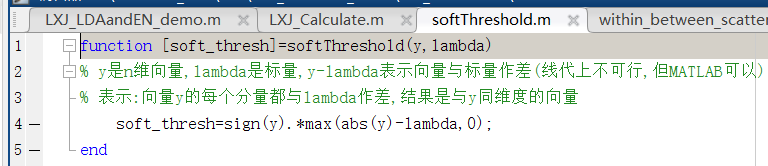 LXJ_LDAandEN_demo.m × LXJ_Calculate.m × softThreshold.m × within_between_scatte
1 function [soft_thresh]=softThreshold(y,lambda)
2 % y是n维向量,lambda是标量,y-lambda表示向量与标量作差(线代上不可行,但MATLAB可以)
3 % 表示:向量y的每个分量都与lambda作差,结果是与y同维度的向量
4 — soft_thresh=sign(y).*max(abs(y)-lambda,0);
5 — end